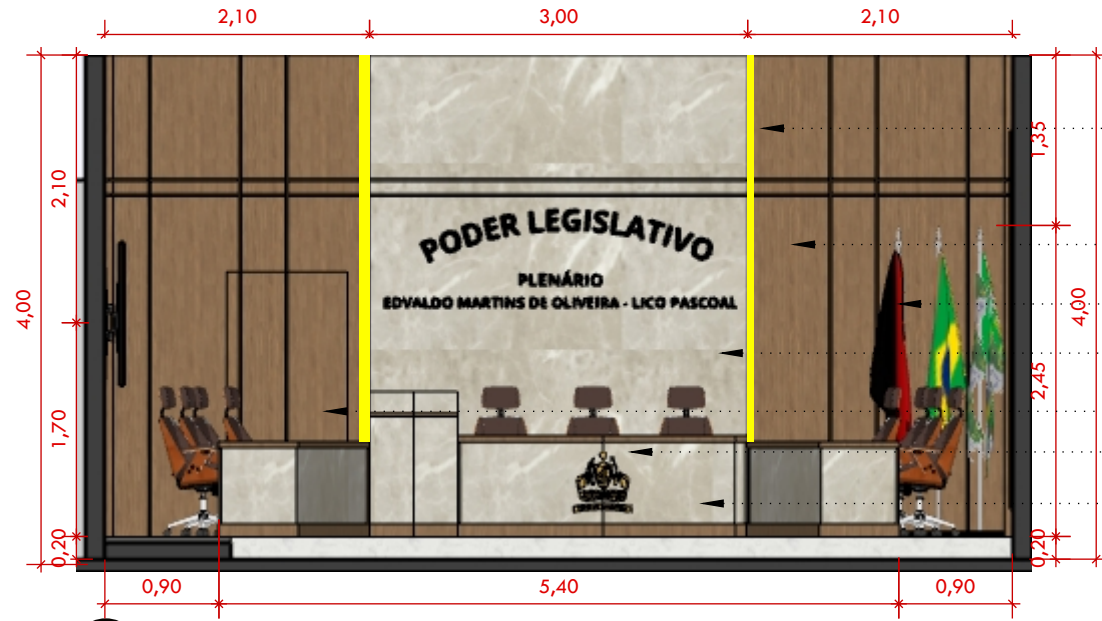 2,10 3,00 2,10
1,35
2,10
PODER LEGISLATIVO
PLENÁRIO
EDVALDO MARTINS DE OLIVEIRA - LICO PASCOAL
4,00
4,00
2,45
1,70
0,20
0,20
0,90 5,40 0,90